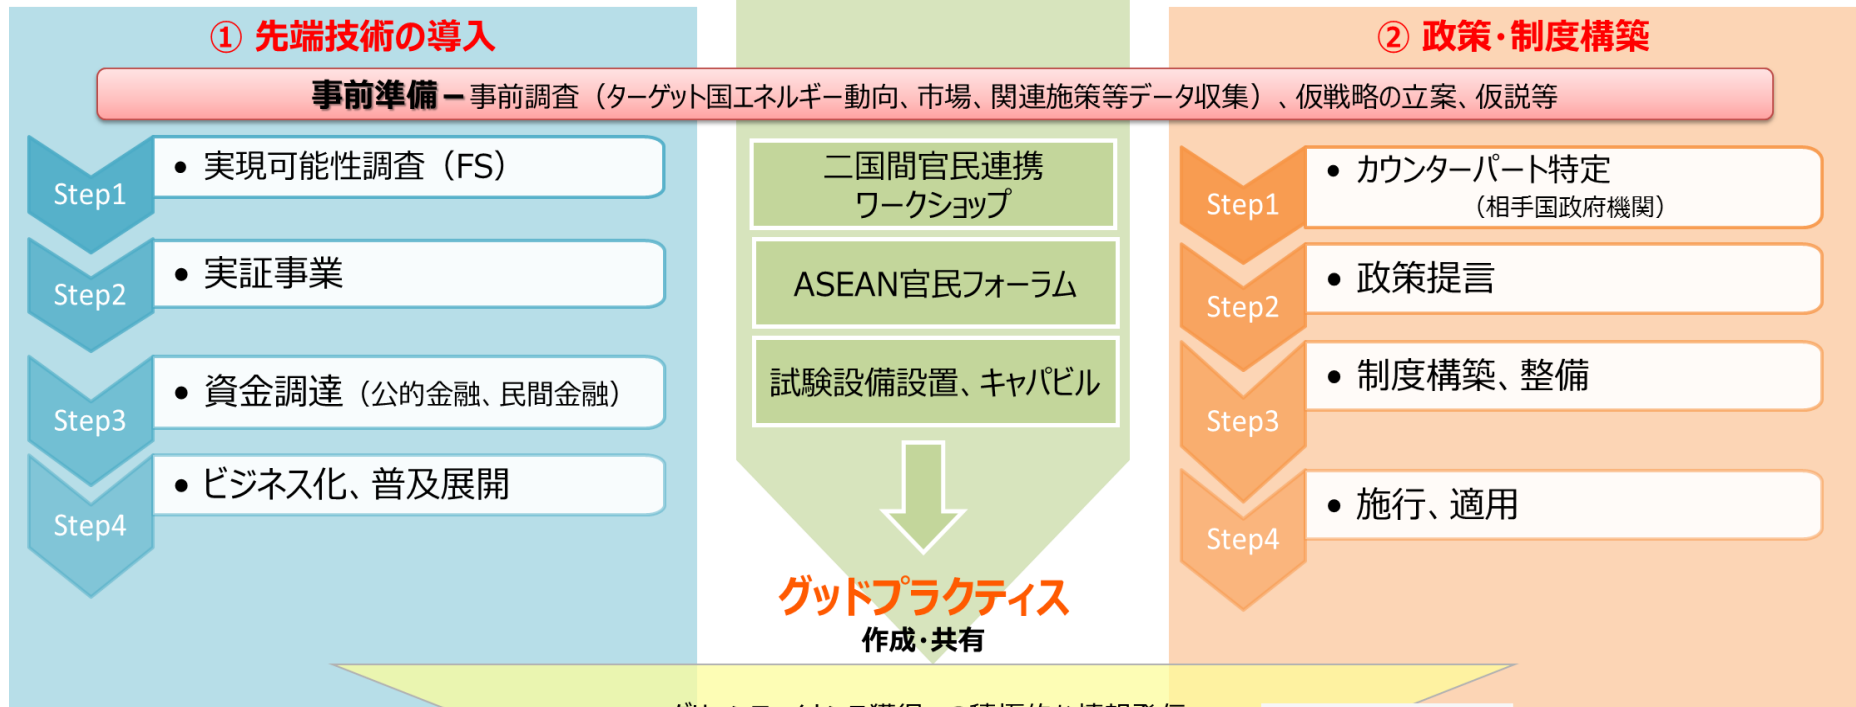 ① 先端技術の導入
② 政策・制度構築
事前準備 – 事前調査（ターゲット国エネルギー動向、市場、関連施策等データ収集）、仮戦略の立案、仮説等
Step1
• 実現可能性調査（FS）
Step2
• 実証事業
Step3
• 資金調達（公的金融、民間金融）
Step4
• ビジネス化、普及展開
二国間官民連携
ワークショップ
ASEAN官民フォーラム
試験設備設置、キャパビル
グッドプラクティス
作成・共有
Step1
• カウンターパート特定
（相手国政府機関）
Step2
• 政策提言
Step3
• 制度構築、整備
Step4
• 施行、適用